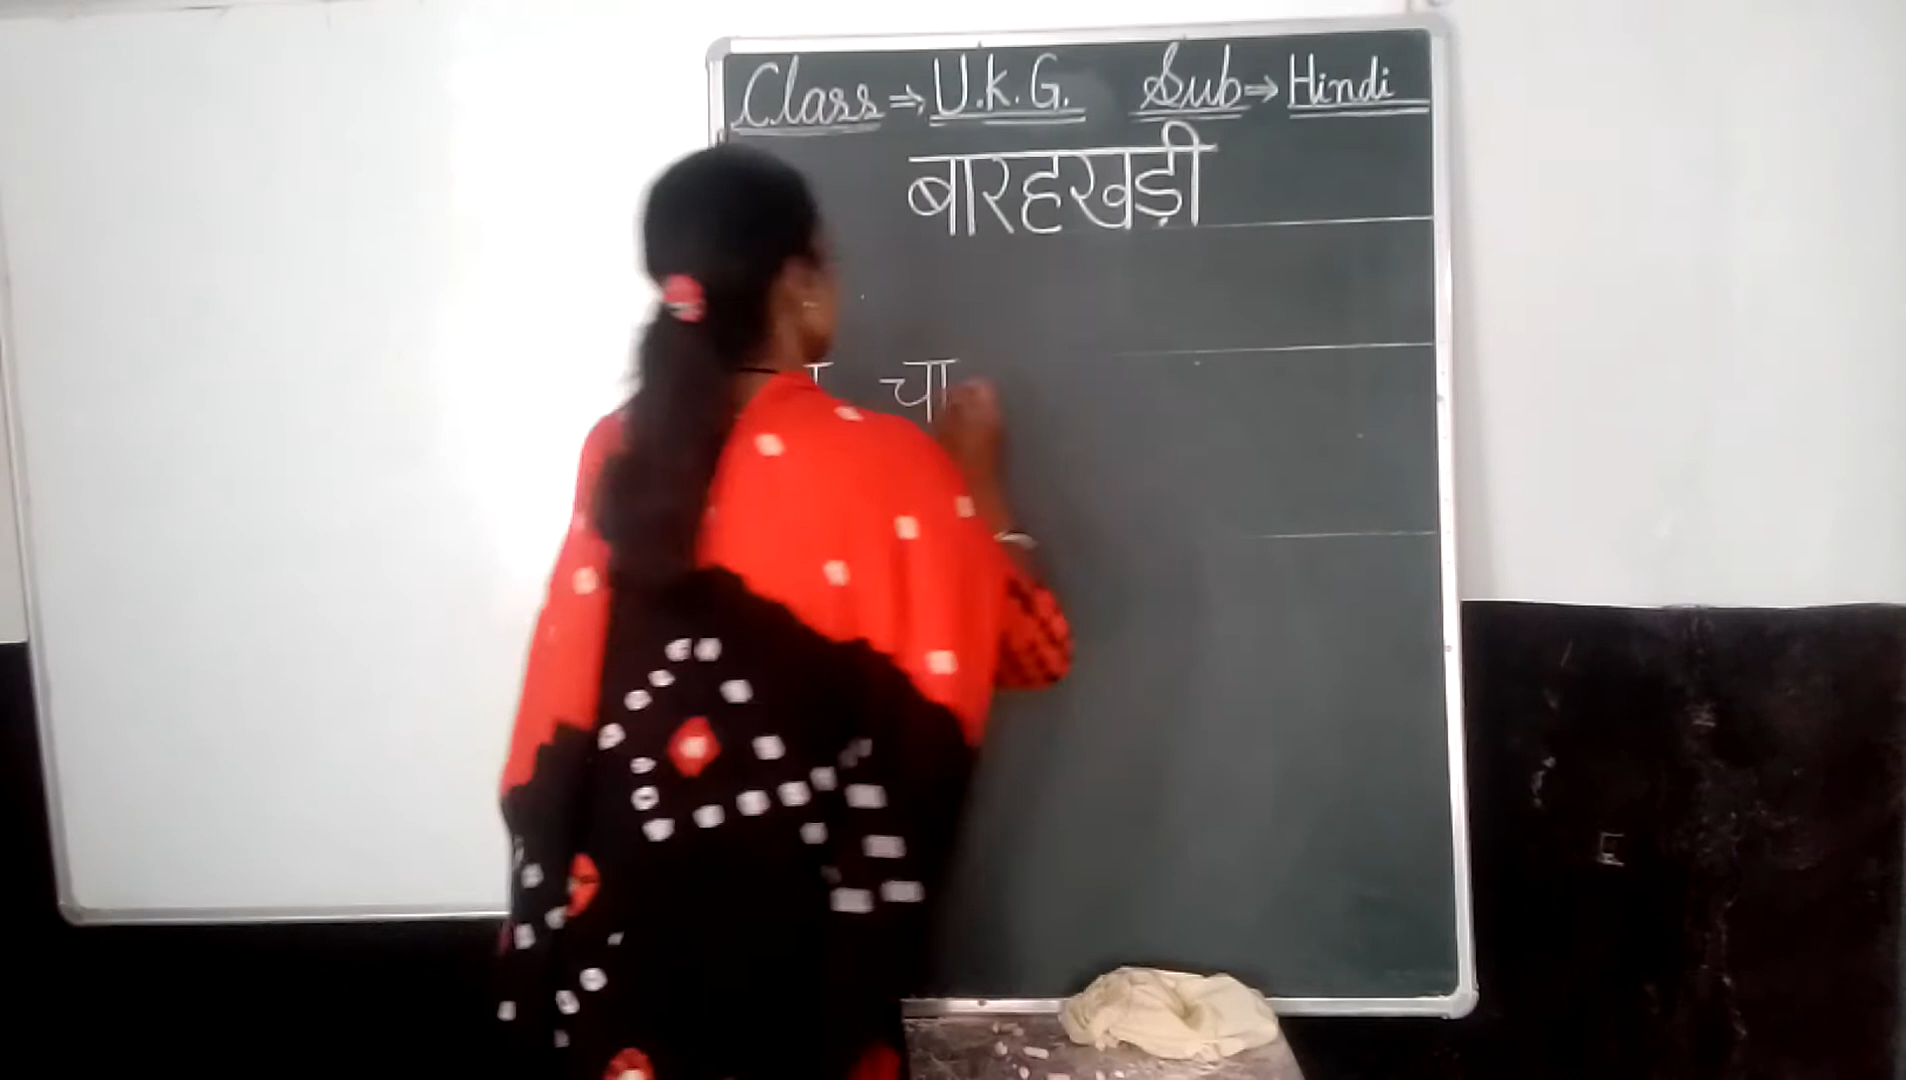 Class ⇒ U.K.G. Sub ⇒ Hindi
बारहखड़ी
चा